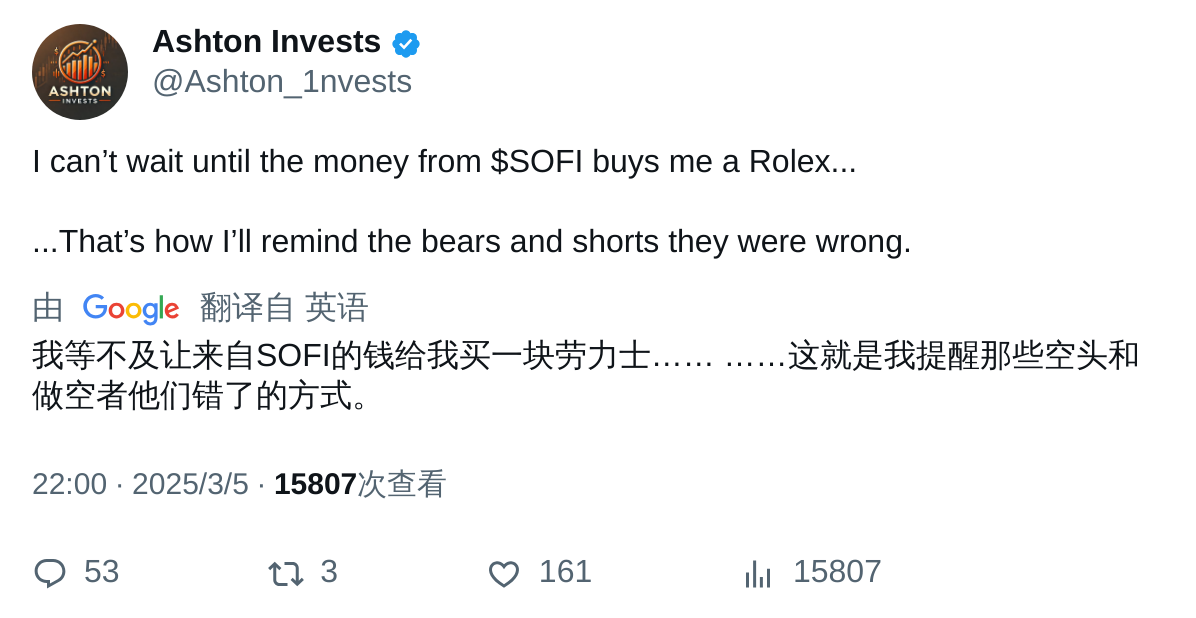 ASHTON
INVESTS
Ashton Invests
@Ashton_1nvests
I can’t wait until the money from $SOFI buys me a Rolex...
...That’s how I’ll remind the bears and shorts they were wrong.
由 Google 翻译自 英语
我等不及让来自SOFI的钱给我买一块劳力士…… ……这就是我提醒那些空头和
做空者他们错了的方式。
22:00 · 2025/3/5 · 15807次查看
53 3 161 15807